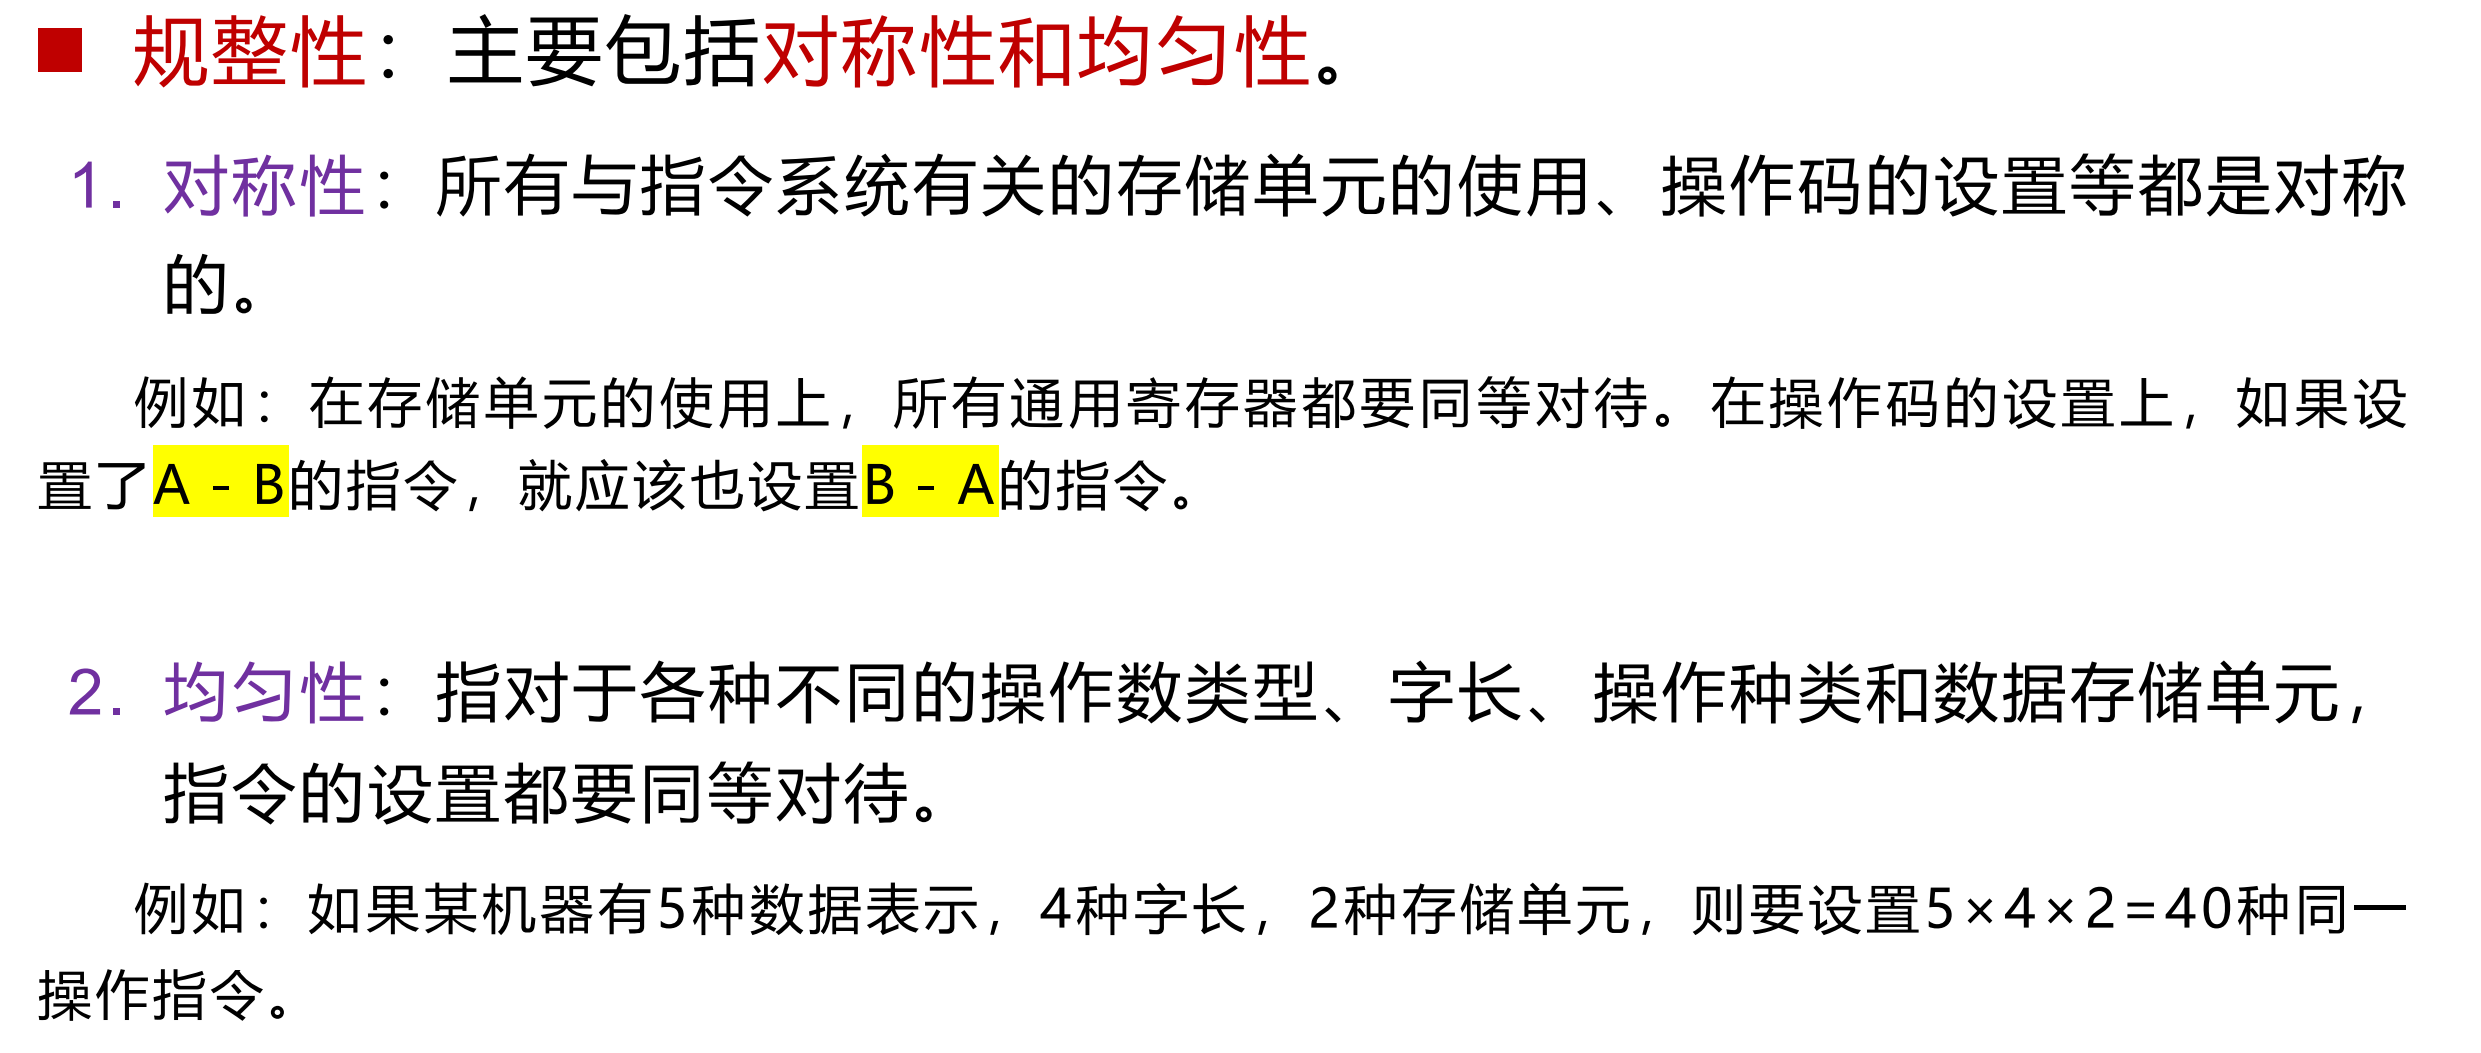 ■ 规整性：主要包括对称性和均匀性。
1. 对称性：所有与指令系统有关的存储单元的使用、操作码的设置等都是对称
的。
例如：在存储单元的使用上，所有通用寄存器都要同等对待。在操作码的设置上，如果设
置了A - B的指令，就应该也设置B - A的指令。
2. 均匀性：指对于各种不同的操作数类型、字长、操作种类和数据存储单元，
指令的设置都要同等对待。
例如：如果某机器有5种数据表示，4种字长，2种存储单元，则要设置5×4×2=40种同一
操作指令。